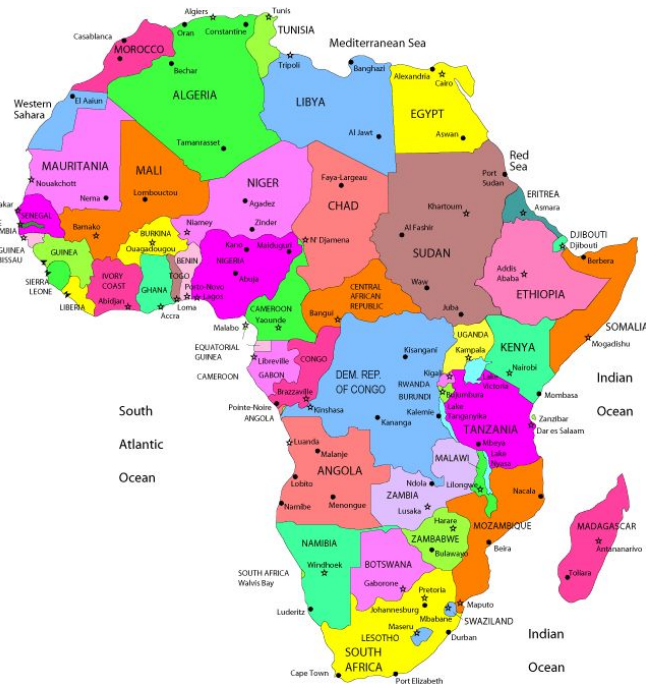 Algiers
Tunis
Oran
Constantine
TUNISIA
Casablanca
MOROCCO
Mediterranean Sea
Tripoli
Banghazi
Alexandria
Cairo
Bechar
Western
Sahara
El Aaiun
ALGERIA
LIBYA
EGYPT
Al Jawt
Aswan
Tamanrasset
MAURITANIA
MALI
Nouakchott
Nema
Lombouctou
NIGER
Agadez
Zinder
Faya-Largeau
CHAD
Red
Sea
Port
Sudan
Khartoum
ERITREA
Asmara
SENEGAL
Bamako
BURKINA
Ouagadougou
Niamey
Kano
Maiduguri
NIGERIA
Abuja
N' Djamena
Al Fashir
SUDAN
DJIBOUTI
Djibouti
Berbera
GUINEA
SIERRA
LEONE
LIBERIA
IVORY
COAST
Abidjan
GHANA
TOGO
BENIN
Porto-Novo
Lagos
Loma
Accra
Addis
Ababa
ETHIOPIA
Waw
Juba
CENTRAL
AFRICAN
REPUBLIC
Bangui
CAMEROON
Yaounde
Malabo
SOMALIA
Mogadishu
EQUATORIAL
GUINEA
CAMEROON
Libreville
GABON
CONGO
Kisangani
UGANDA
Kampala
KENYA
Nairobi
DEM. REP.
OF CONGO
Kigali
RWANDA
BURUNDI
Bujumbura
Lake
Victoria
Mombasa
Indian
Ocean
Brazzaville
Pointe-Noire
ANGOLA
Kinshasa
Kananga
Kalemie
Lake
Tanganyika
TANZANIA
Zanzibar
Dar es Salaam
Mbeya
Lake
Nyasa
South
Atlantic
Ocean
Luanda
Malanje
ANGOLA
Lobito
Namibe
Menongue
MALAWI
Ndola
Lilongwe
ZAMBIA
Lusaka
Nacala
MOZAMBIQUE
Harare
ZAMBABWE
Bulawayo
Beira
MADAGASCAR
Antananarivo
Toliara
NAMIBIA
Windhoek
SOUTH AFRICA
Walvis Bay
BOTSWANA
Gaborone
Pretoria
Johannesburg
Mbabane
Maputo
SWAZILAND
Luderitz
Maseru
LESOTHO
Durban
SOUTH
AFRICA
Cape Town
Port Elizabeth
Indian
Ocean